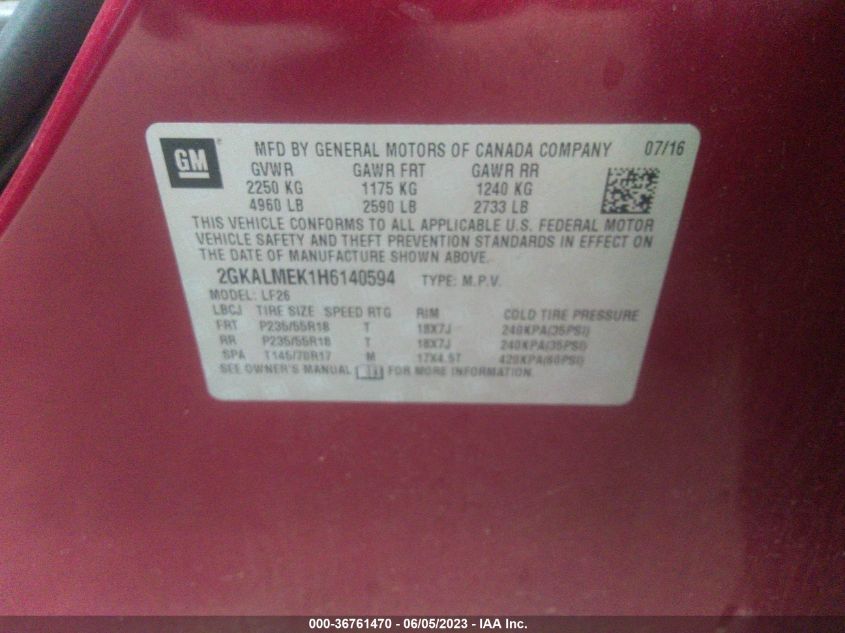 GM
MFD BY GENERAL MOTORS OF CANADA COMPANY 07/16
GVWR GAWR FRT GAWR RR
2250 KG 1175 KG 1240 KG
4960 LB 2590 LB 2733 LB
THIS VEHICLE CONFORMS TO ALL APPLICABLE U.S. FEDERAL MOTOR
VEHICLE SAFETY AND THEFT PREVENTION STANDARDS IN EFFECT ON
THE DATE OF MANUFACTURE SHOWN ABOVE.
2GKALMEK1H6140594 TYPE: M.P.V.
MODEL: LF26
LBCJ TIRE SIZE SPEED RTG RIM COLD TIRE PRESSURE
FRT P235/55R18 T 18X7J 240KPA(35PSI)
RR P235/55R18 T 18X7J 240KPA(35PSI)
SPA T145/70R17 M 17X4.5T 420KPA(60PSI)
SEE OWNER'S MANUAL FOR MORE INFORMATION.
000-36761470 - 06/05/2023 - IAA Inc.